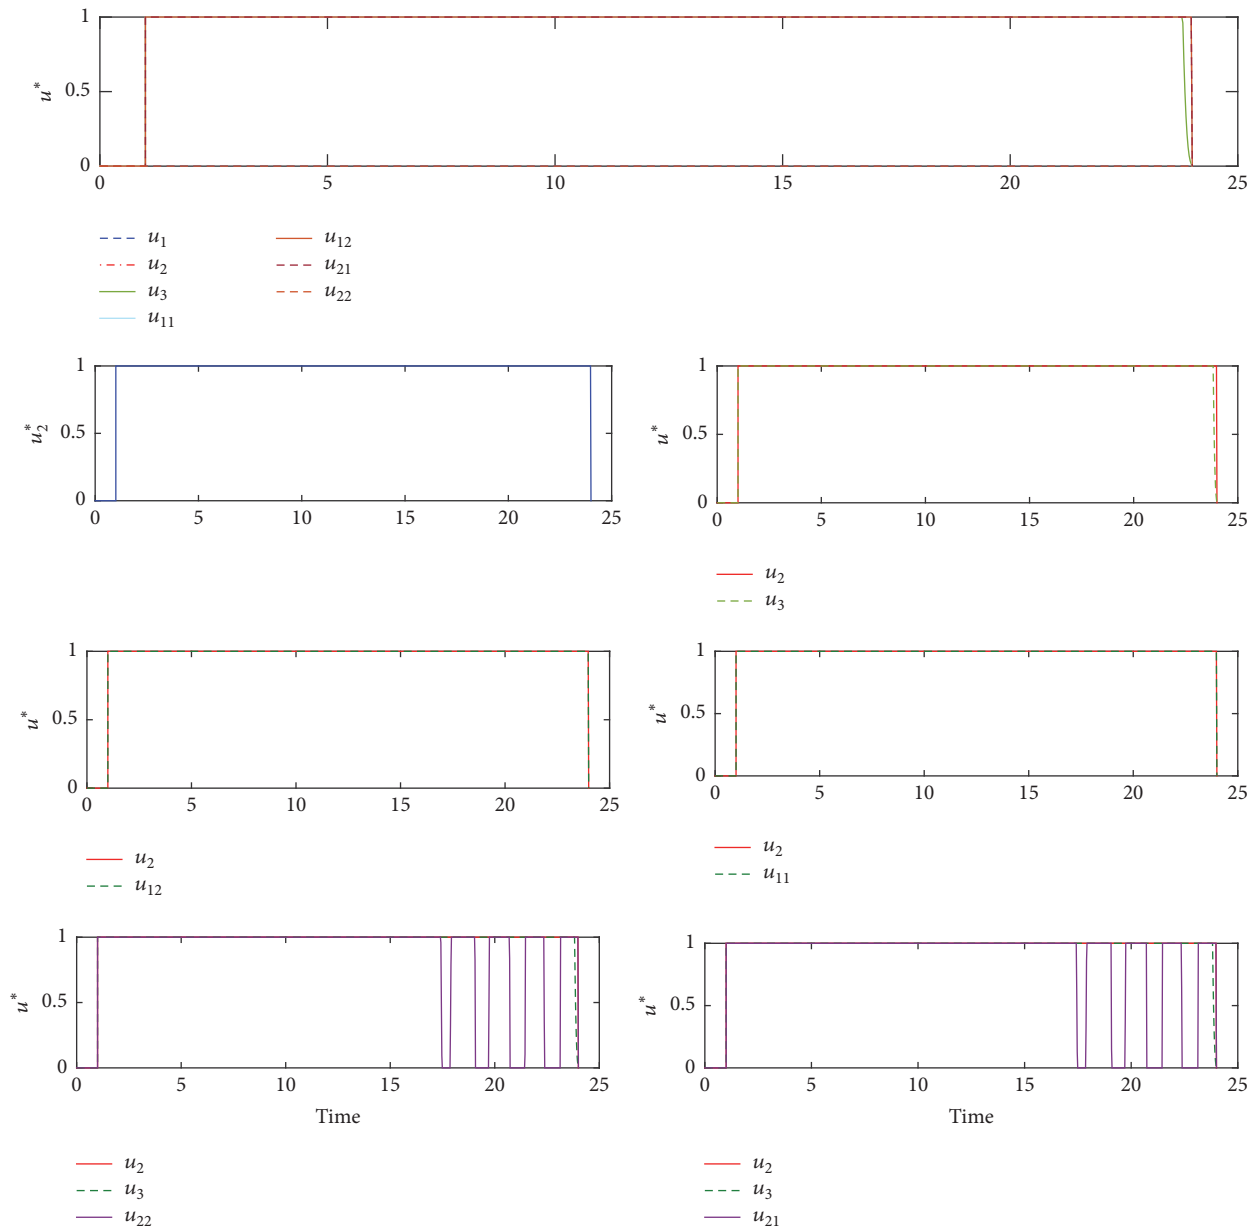 1
0.5
0
u*
0 5 10 15 20 25
u₁ u₁₂
u₂ u₂₁
u₃ u₂₂
u₁₁
1 1
0.5 0.5
0 0
u₂* u*
0 5 10 15 20 25 0 5 10 15 20 25
u₂
u₃
1 1
0.5 0.5
0 0
u* u*
0 5 10 15 20 25 0 5 10 15 20 25
u₂ u₂
u₁₂ u₁₁
1 1
0.5 0.5
0 0
u* u*
0 5 10 15 20 25 0 5 10 15 20 25
Time Time
u₂ u₂
u₃ u₃
u₂₂ u₂₁